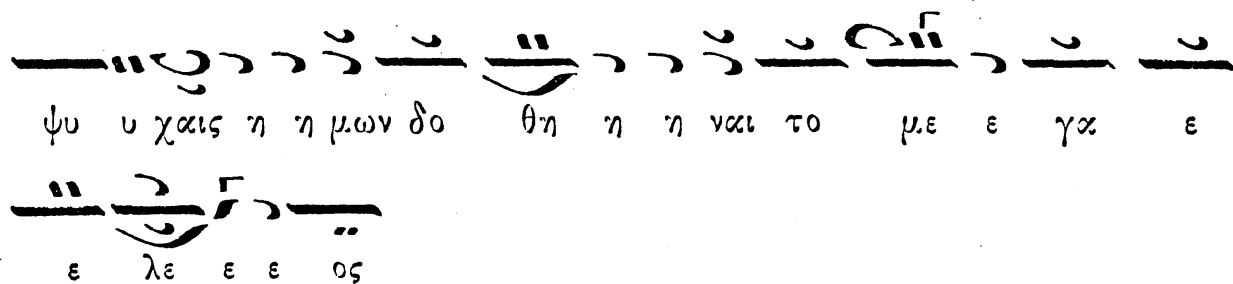 ψυ υ χαις η η μων δο θη η η ναι το με ε γα ε
ε λε ε ε ος